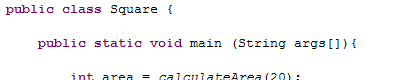 public class Square {
public static void main (String args[]){
int area = calculateArea(20);